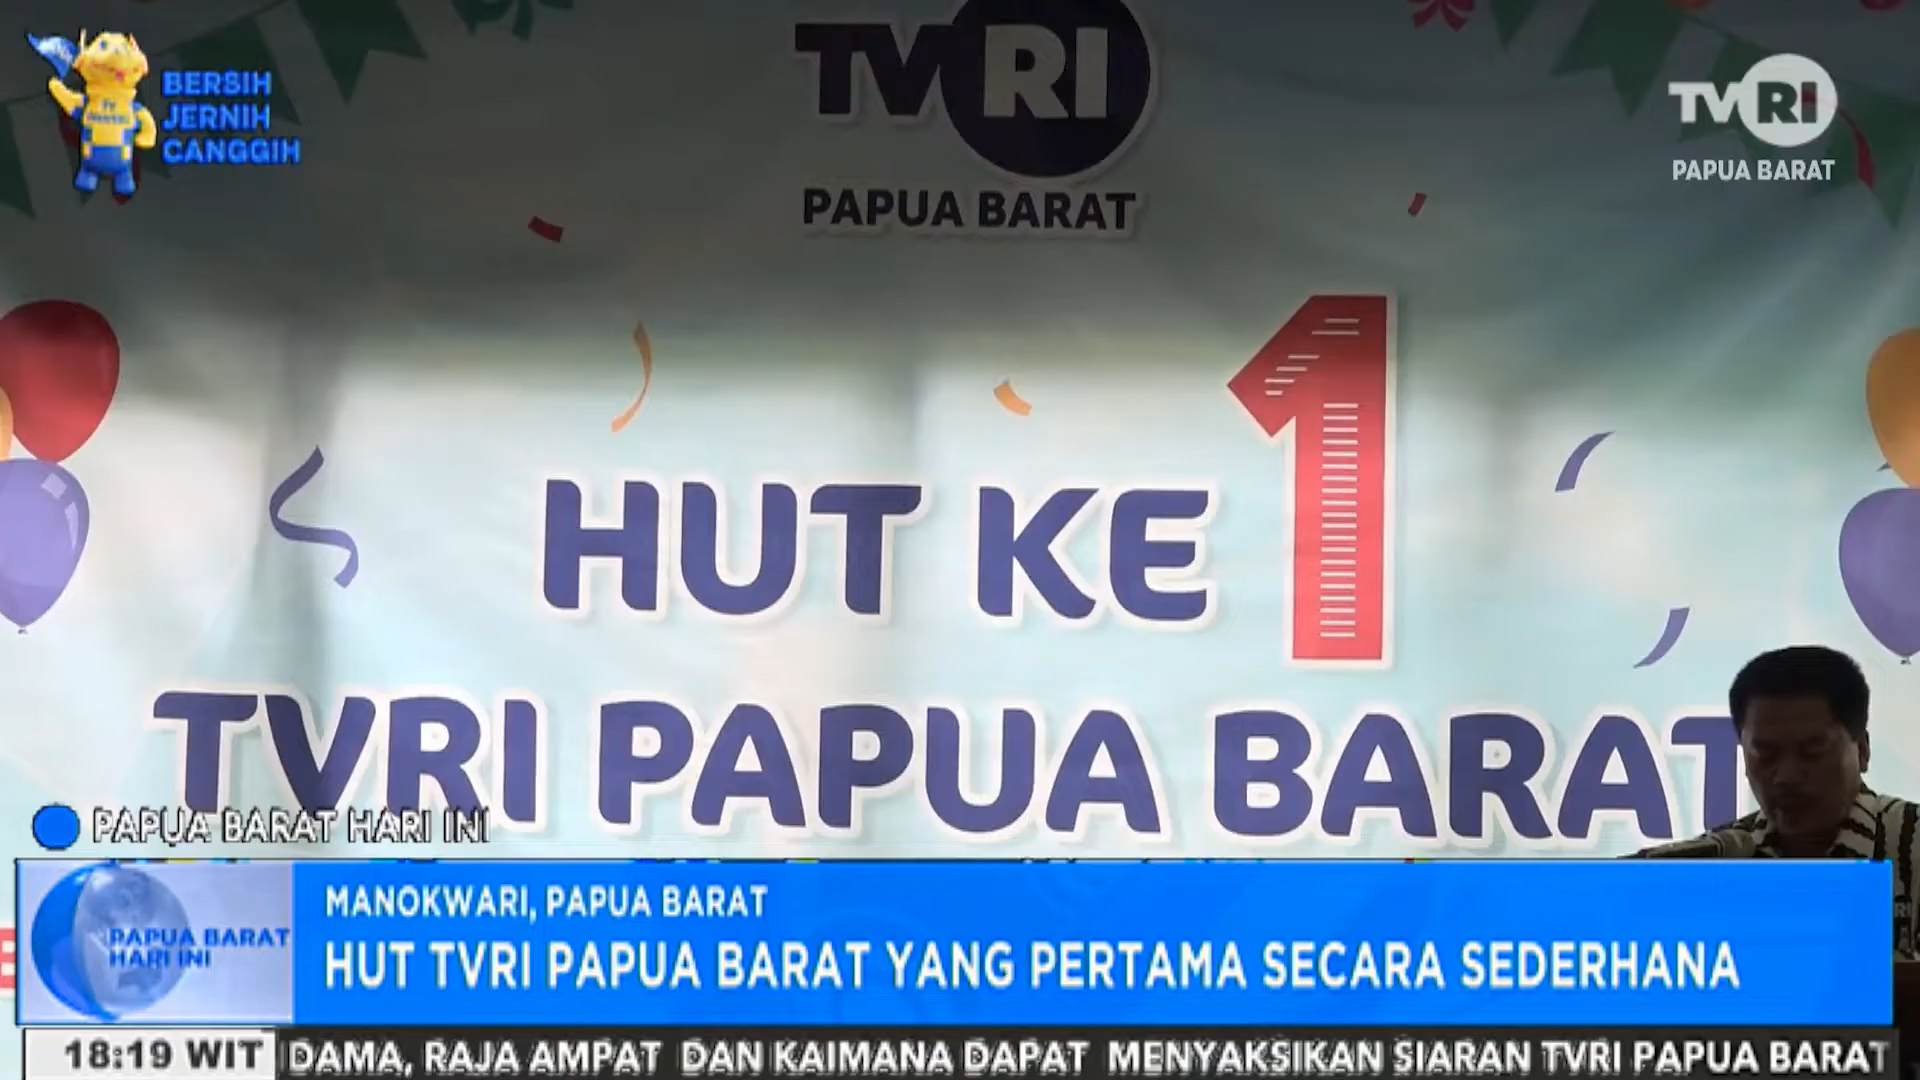 BERSIH
JERNIH
CANGGIH
TVRI
PAPUA BARAT
TVRI
PAPUA BARAT
HUT KE 1
TVRI PAPUA BARAT
PAPUA BARAT HARI INI
PAPUA BARAT
HARI INI
MANOKWARI, PAPUA BARAT
HUT TVRI PAPUA BARAT YANG PERTAMA SECARA SEDERHANA
18:19 WIT
DAMA, RAJA AMPAT DAN KAIMANA DAPAT MENYAKSIKAN SIARAN TVRI PAPUA BARAT